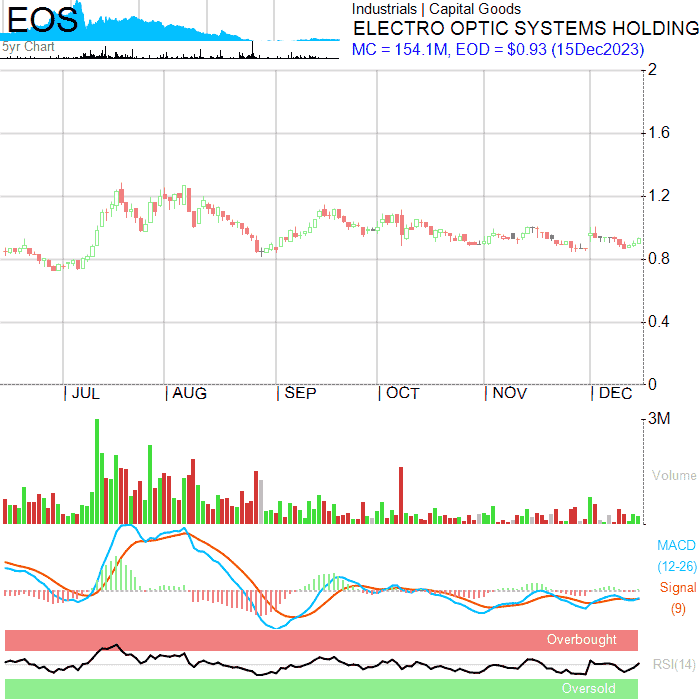 EOS
5yr Chart
Industrials | Capital Goods
ELECTRO OPTIC SYSTEMS HOLDING
MC = 154.1M, EOD = $0.93 (15Dec2023)
2
1.6
1.2
0.8
0.4
0
JUL AUG SEP OCT NOV DEC
3M
Volume
MACD
(12-26)
Signal
(9)
Overbought
RSI(14)
Oversold